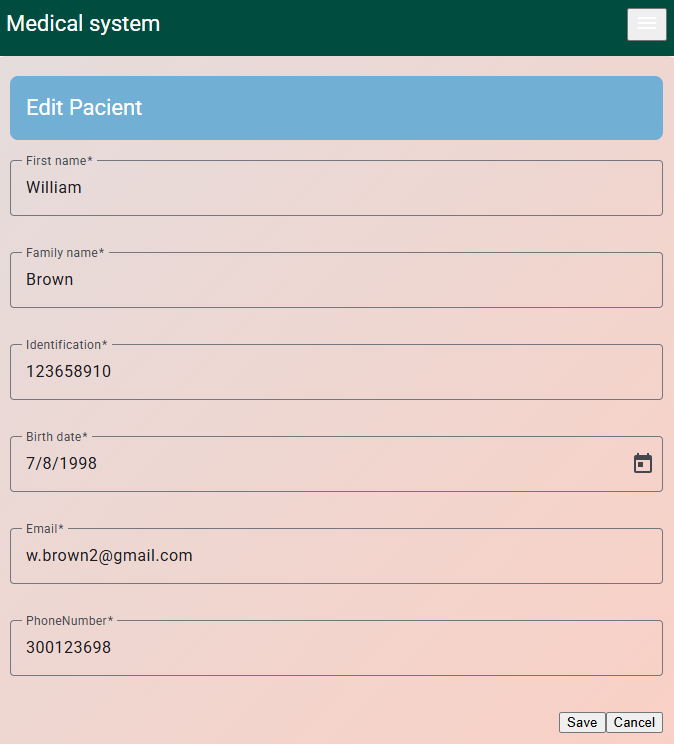 Medical system
Edit Pacient
First name*
William
Family name*
Brown
Identification*
123658910
Birth date*
7/8/1998
Email*
w.brown2@gmail.com
PhoneNumber*
300123698
Save Cancel